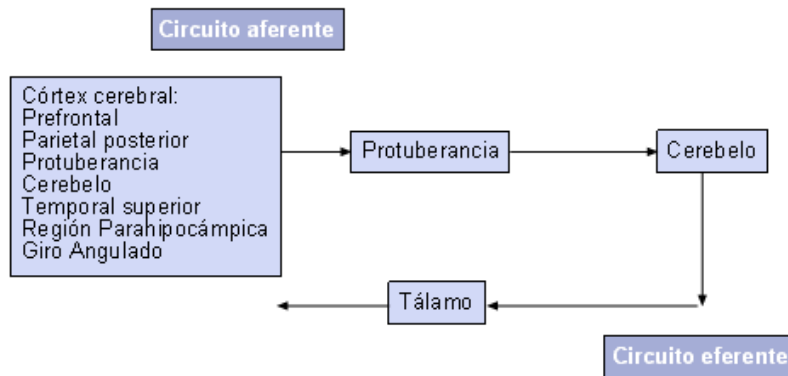 Circuito aferente
Córtex cerebral:
Prefrontal
Parietal posterior
Protuberancia
Cerebelo
Temporal superior
Región Parahipocámpica
Giro Angulado
Protuberancia
Cerebelo
Tálamo
Circuito eferente